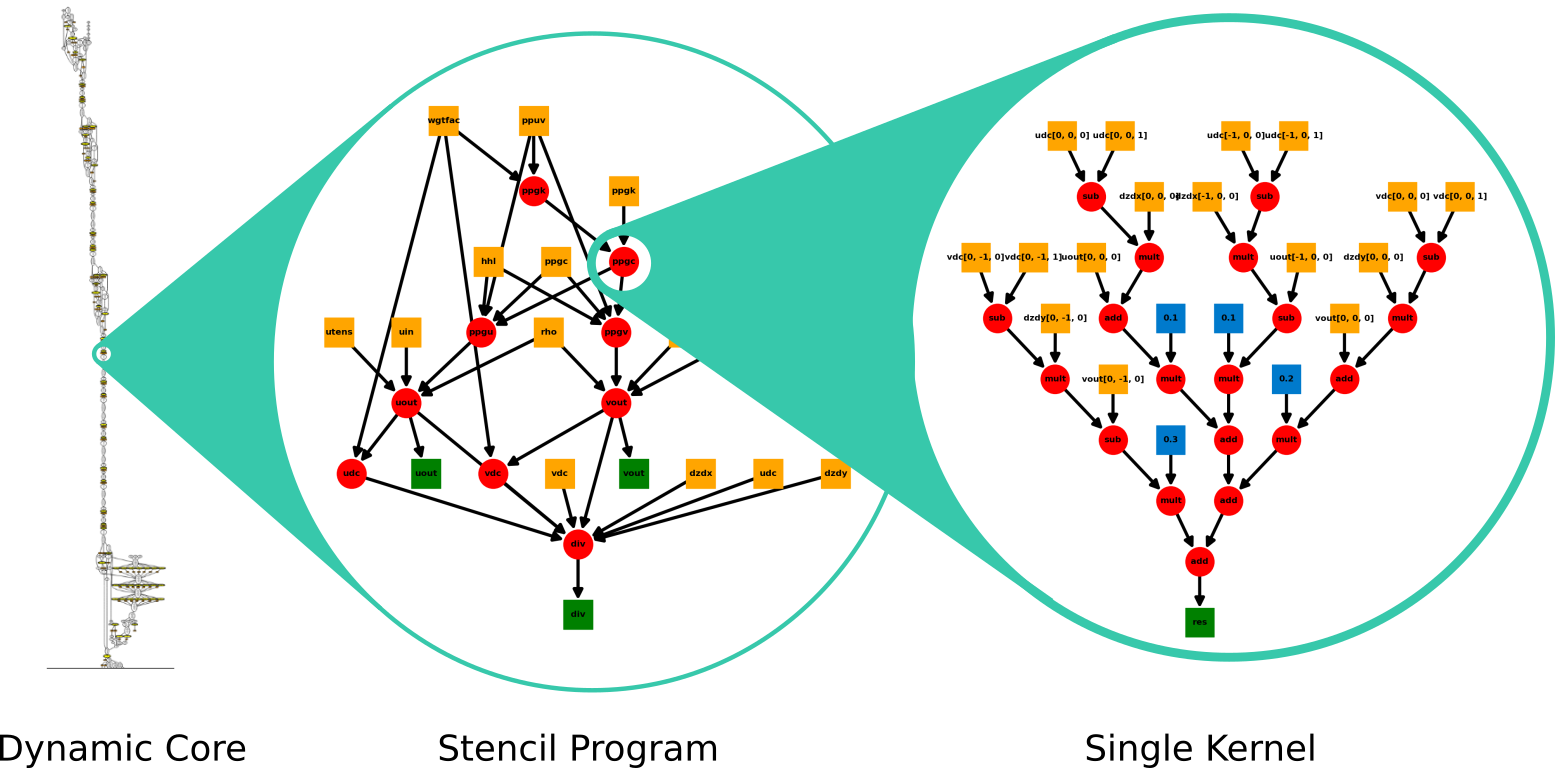 wgtfac ppuv
ppgk ppgk
hhl ppgc ppgc
utens uin ppgu rho ppgv
uout vout
udc uout vdc vdc vout dzdx udc dzdy
div
div
udc[0, 0, 0] udc[0, 0, 1] udc[-1, 0, 0] udc[-1, 0, 1]
sub dzdx[0, 0, 0] dzdx[-1, 0, 0] sub vdc[0, 0, 0] vdc[0, 0, 1]
vdc[0, -1, 0] vdc[0, -1, 1] uout[0, 0, 0] mult mult uout[-1, 0, 0] dzdy[0, 0, 0] sub
sub dzdy[0, -1, 0] add 0.1 0.1 sub vout[0, 0, 0] mult
mult vout[0, -1, 0] mult mult 0.2 add
sub 0.3 add mult
mult add
add
res
Dynamic Core Stencil Program Single Kernel